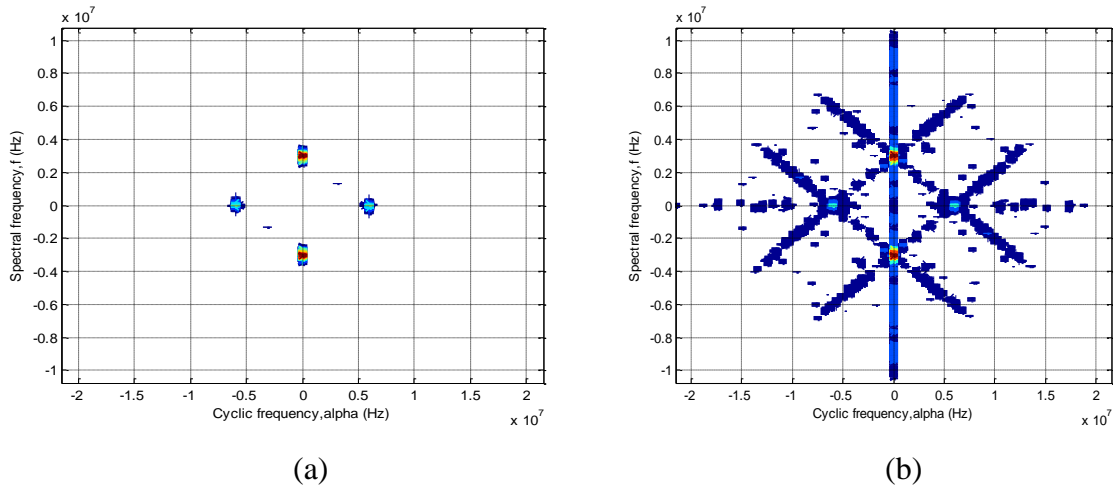 x 10^7
1
0.8
0.6
0.4
0.2
0
-0.2
-0.4
-0.6
-0.8
-1
Spectral frequency,f (Hz)
-2 -1.5 -1 -0.5 0 0.5 1 1.5 2
Cyclic frequency,alpha (Hz)
x 10^7
(a)
x 10^7
1
0.8
0.6
0.4
0.2
0
-0.2
-0.4
-0.6
-0.8
-1
Spectral frequency,f (Hz)
-2 -1.5 -1 -0.5 0 0.5 1 1.5 2
Cyclic frequency,alpha (Hz)
x 10^7
(b)